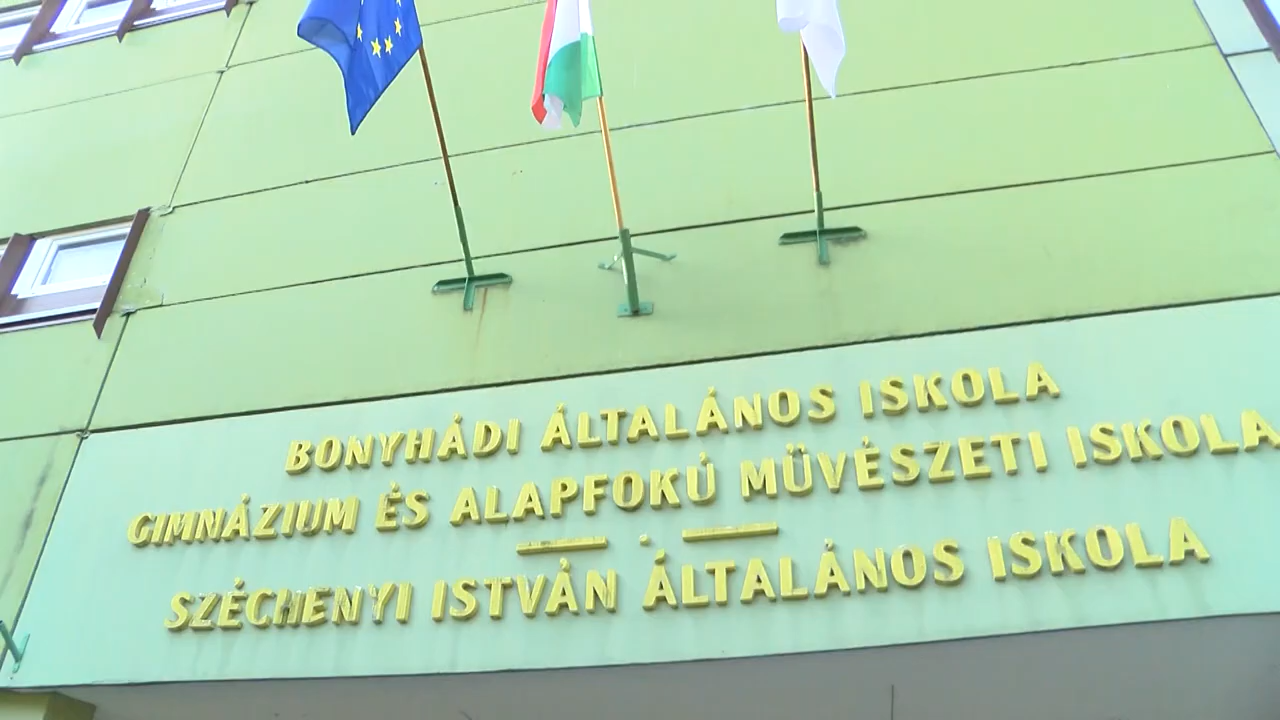 BONYHÁDI ÁLTALÁNOS ISKOLA
GIMNÁZIUM ÉS ALAPFOKÚ MŰVÉSZETI ISKOLA
SZÉCHENYI ISTVÁN ÁLTALÁNOS ISKOLA